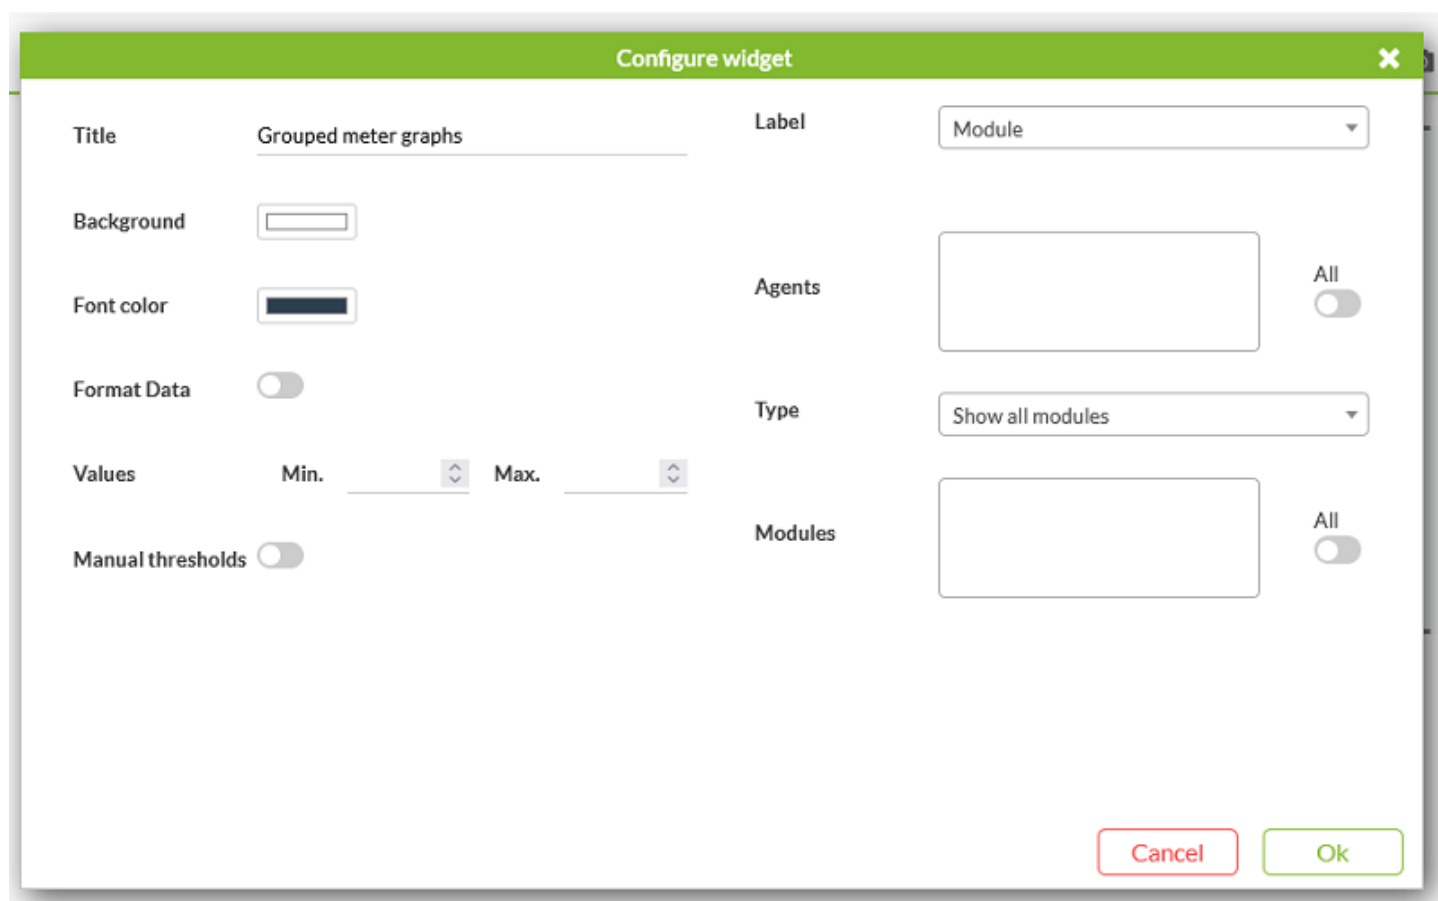 Configure widget
Title
Grouped meter graphs
Background
Font color
Format Data
Values Min. Max.
Manual thresholds
Label
Module
Agents
All
Type
Show all modules
Modules
All
Cancel
Ok